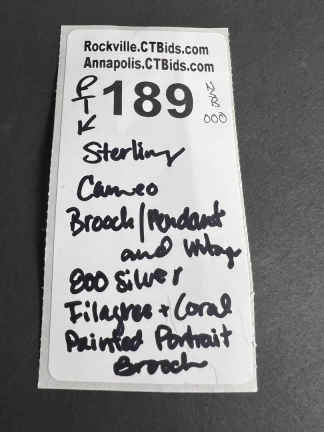 Rockville.CTBids.com
Annapolis.CTBids.com
189
Sterling
Cameo
Brooch/Pendant
and Vintage
800 Silver
Filagree + Coral
Painted Portrait
Brooch